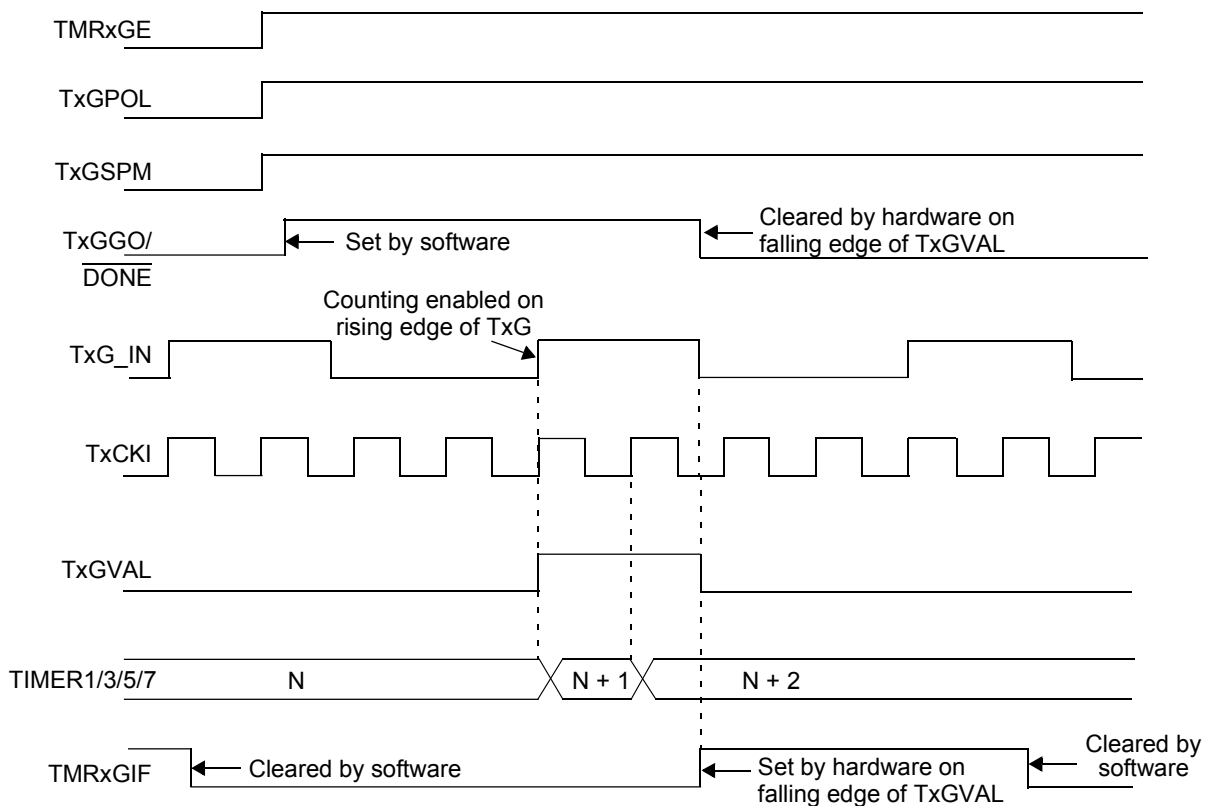 TMRxGE
TxGPOL
TxGSPM
TxGGO/
DONE
Set by software
Cleared by hardware on
falling edge of TxGVAL
Counting enabled on
rising edge of TxG
TxG_IN
TxCKI
TxGVAL
TIMER1/3/5/7
N
N + 1
N + 2
TMRxGIF
Cleared by software
Set by hardware on
falling edge of TxGVAL
Cleared by
software